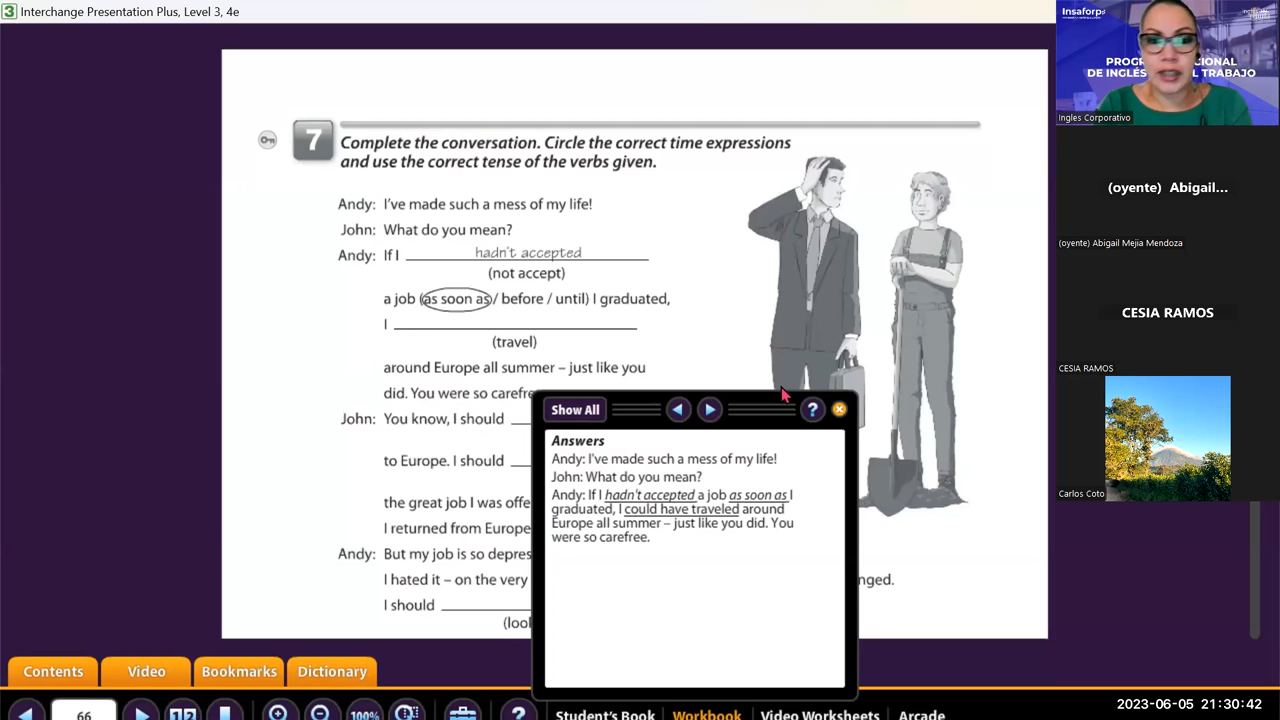 Interchange Presentation Plus, Level 3, 4e
7
Complete the conversation. Circle the correct time expressions
and use the correct tense of the verbs given.
Andy: I've made such a mess of my life!
John: What do you mean?
Andy: If I hadn't accepted
(not accept)
a job (as soon as / before / until) I graduated,
I
(travel)
around Europe all summer – just like you
did. You were so carefre
John: You know, I should
to Europe. I should
the great job I was offe
I returned from Europe
Andy: But my job is so depres
I hated it – on the very
nged.
I should
(lool
Show All
?
Answers
Andy: I've made such a mess of my life!
John: What do you mean?
Andy: If I hadn't accepted a job as soon as I
graduated, I could have traveled around
Europe all summer – just like you did. You
were so carefree.
Contents
Video
Bookmarks
Dictionary
66
100%
?
Student's Book
Workbook
Video Worksheets
Arcade
Insaforp
PROG CIONAL
DE INGLÉS L TRABAJO
Ingles Corporativo
(oyente) Abigail...
(oyente) Abigail Mejia Mendoza
CESIA RAMOS
CESIA RAMOS
Carlos Coto
2023-06-05 21:30:42